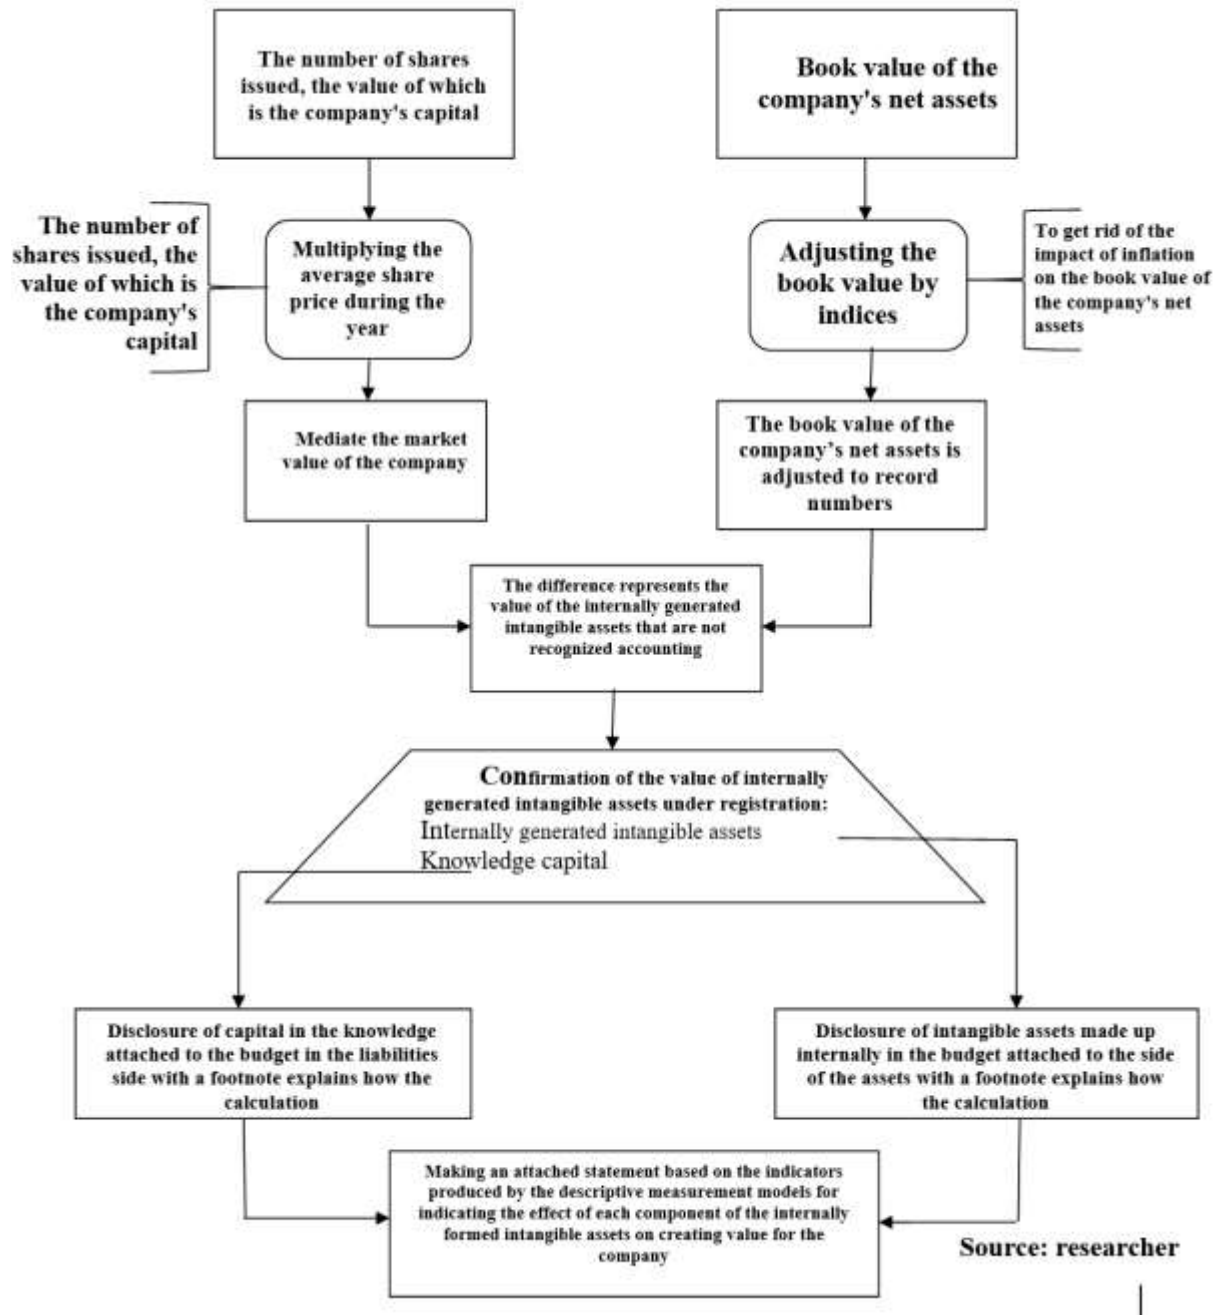 The number of shares
issued, the value of which
is the company's capital
Book value of the
company's net assets
The number of
shares issued, the
value of which is
the company's
capital
Multiplying the
average share
price during the
year
Adjusting the
book value by
indices
To get rid of the
impact of inflation
on the book value of
the company's net
assets
Mediate the market
value of the company
The book value of the
company’s net assets is
adjusted to record
numbers
The difference represents the
value of the internally generated
intangible assets that are not
recognized accounting
Confirmation of the value of internally
generated intangible assets under registration:
Internally generated intangible assets
Knowledge capital
Disclosure of capital in the knowledge
attached to the budget in the liabilities
side with a footnote explains how the
calculation
Disclosure of intangible assets made up
internally in the budget attached to the side
of the assets with a footnote explains how
the calculation
Making an attached statement based on the indicators
produced by the descriptive measurement models for
indicating the effect of each component of the internally
formed intangible assets on creating value for the
company
Source: researcher